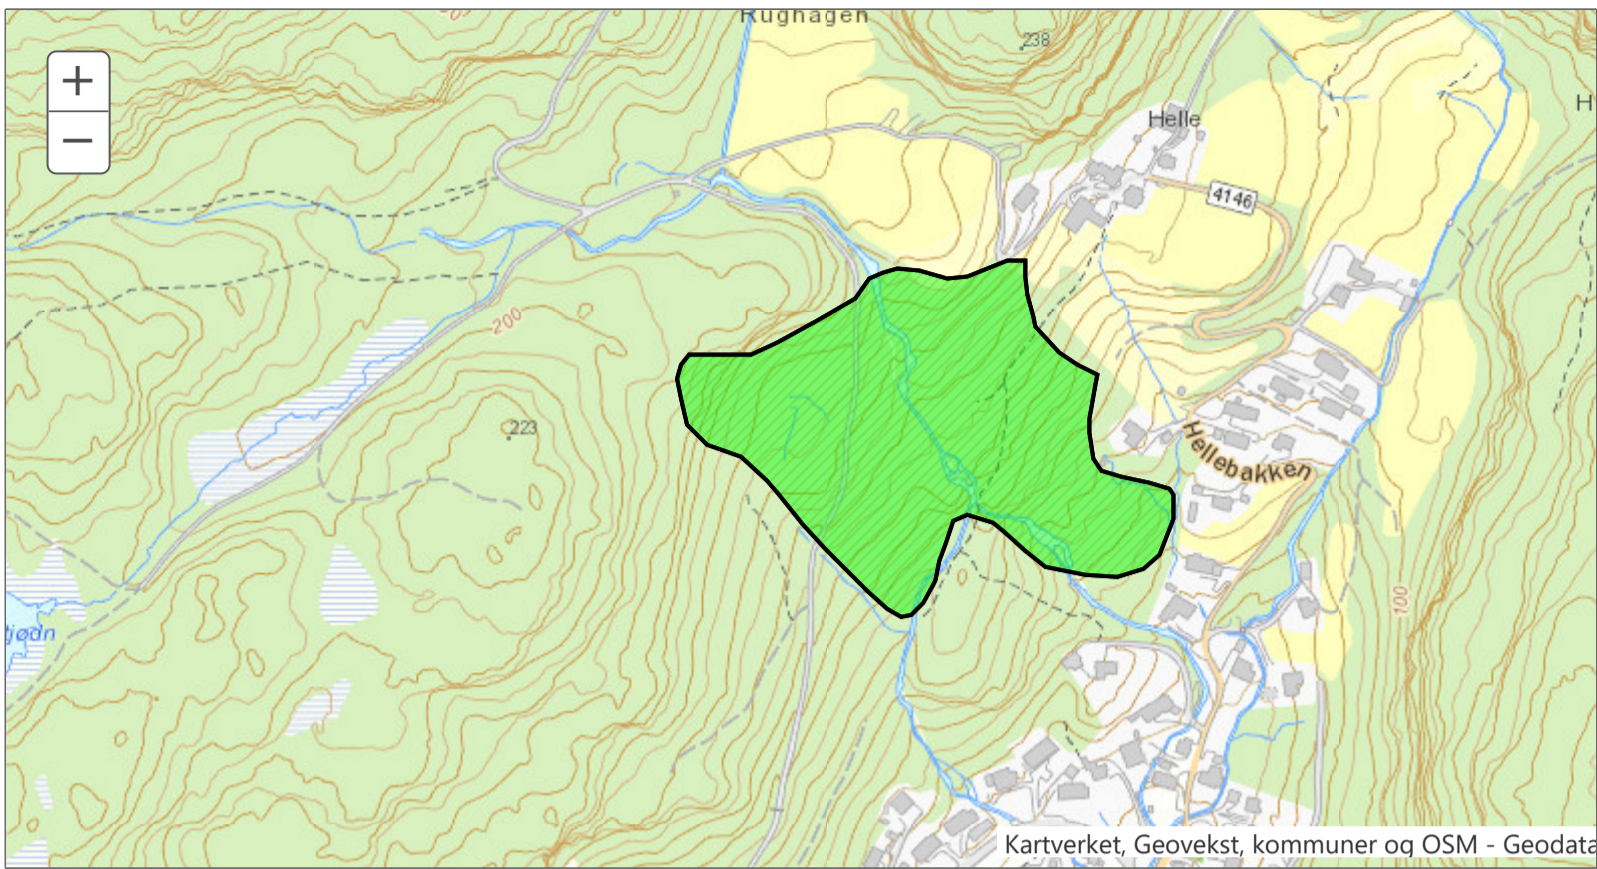 Rughagen
238
+
H
Helle
−
4146
200
223
Hellebakken
100
tjødn
Kartverket, Geovekst, kommuner og OSM - Geodata